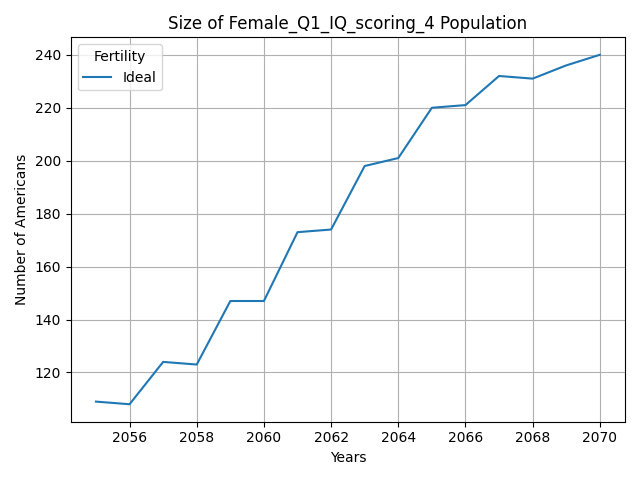 Size of Female_Q1_IQ_scoring_4 Population
Fertility
Ideal
Number of Americans
240
220
200
180
160
140
120
2056 2058 2060 2062 2064 2066 2068 2070
Years